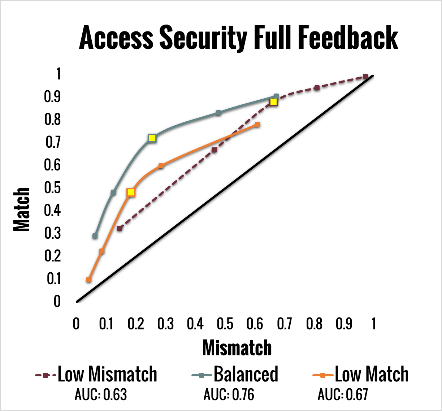 Access Security Full Feedback
1
0.9
0.8
0.7
0.6
0.5
0.4
0.3
0.2
0.1
0
Match
0 0.1 0.2 0.3 0.4 0.5 0.6 0.7 0.8 0.9 1
Mismatch
Low Mismatch Balanced Low Match
AUC: 0.63 AUC: 0.76 AUC: 0.67